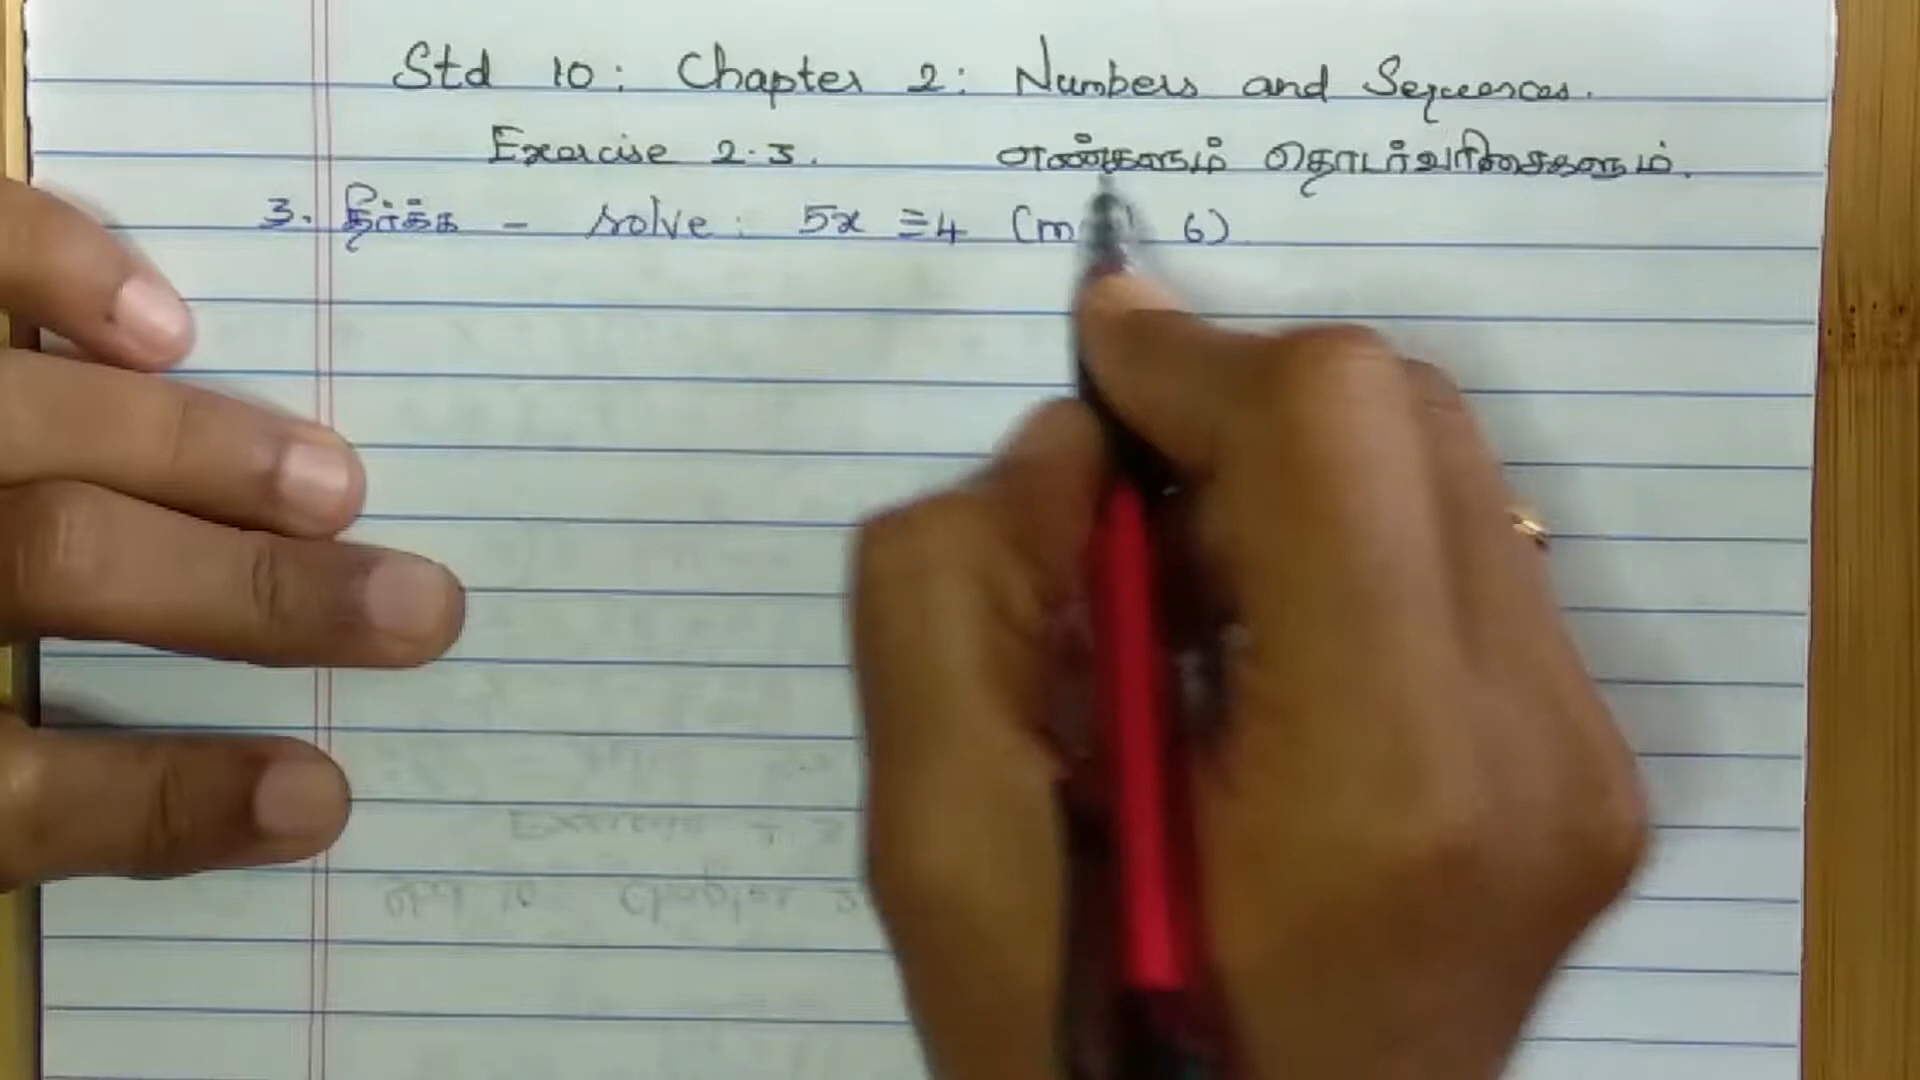 Std 10: Chapter 2: Numbers and Sequences.
Exercise 2.3. எண்களும் தொடர்வரிசைகளும்.
3. தீர்க்க - solve: 5x ≡4 ( 6)